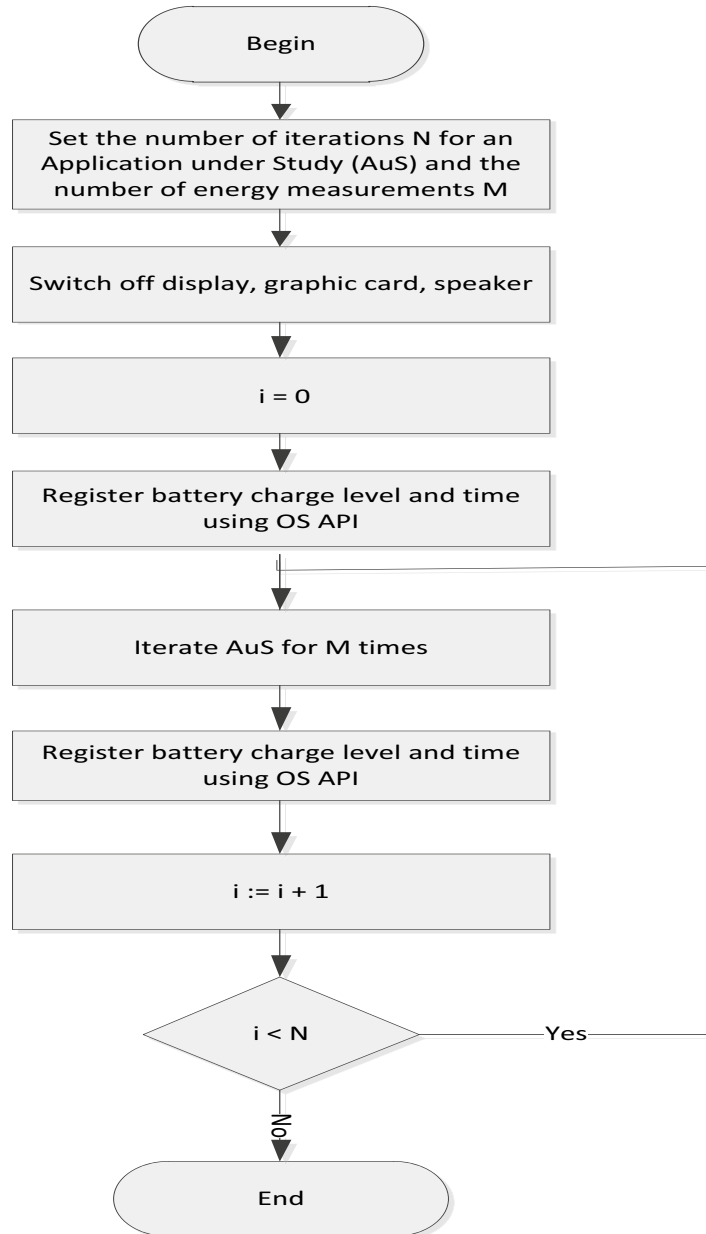 Begin
Set the number of iterations N for an
Application under Study (AuS) and the
number of energy measurements M
Switch off display, graphic card, speaker
i = 0
Register battery charge level and time
using OS API
Iterate AuS for M times
Register battery charge level and time
using OS API
i := i + 1
i < N
Yes
No
End